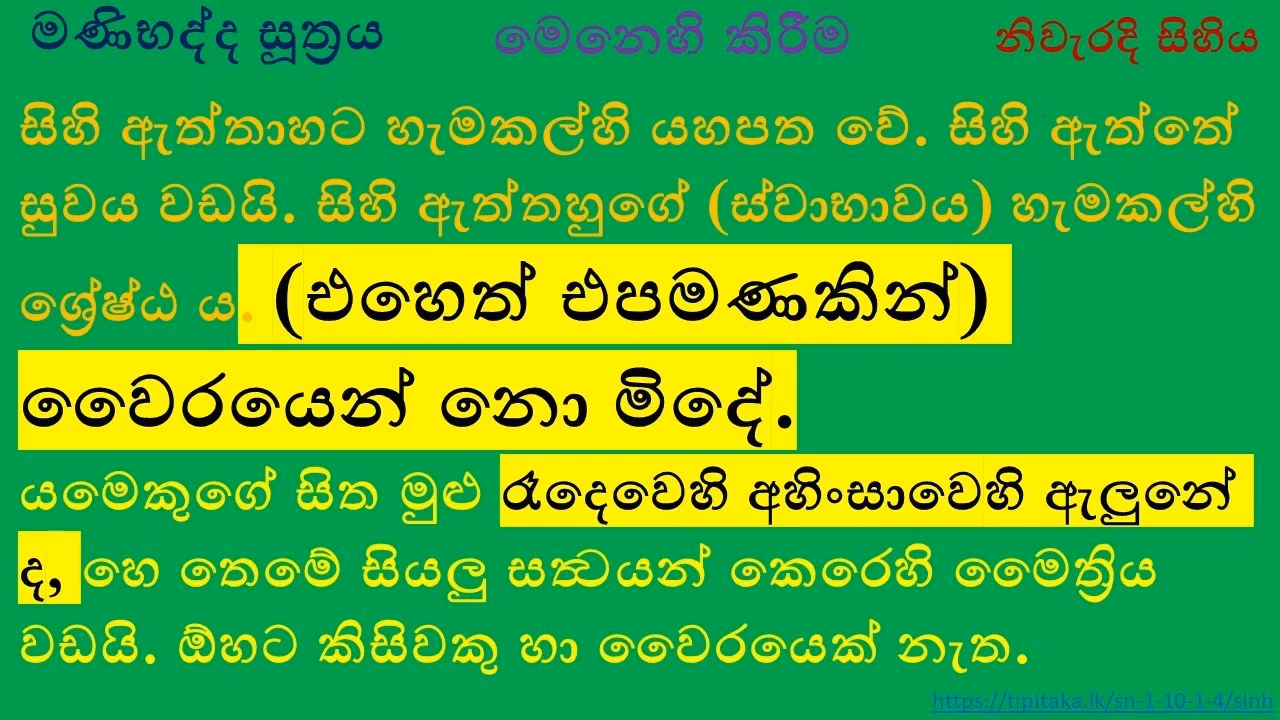 මණිභද්ද සූත්‍රය මෙනෙහි කිරීම නිවැරදි සිහිය
සිහි ඇත්තාහට හැමකල්හි යහපත වේ. සිහි ඇත්තේ
සුවය වඩයි. සිහි ඇත්තහුගේ (ස්වාභාවය) හැමකල්හි
ශ්‍රේෂ්ඨ ය. (එහෙත් එපමණකින්)
වෛරයෙන් නො මිදේ.
යමෙකුගේ සිත මුළු රෑදෙවෙහි අහිංසාවෙහි ඇලුනේ
ද, හෙ තෙමේ සියලු සත්‍වයන් කෙරෙහි මෛත්‍රිය
වඩයි. ඕහට කිසිවකු හා වෛරයෙක් නැත.
https://tipitaka.lk/sn-1-10-1-4/sinh